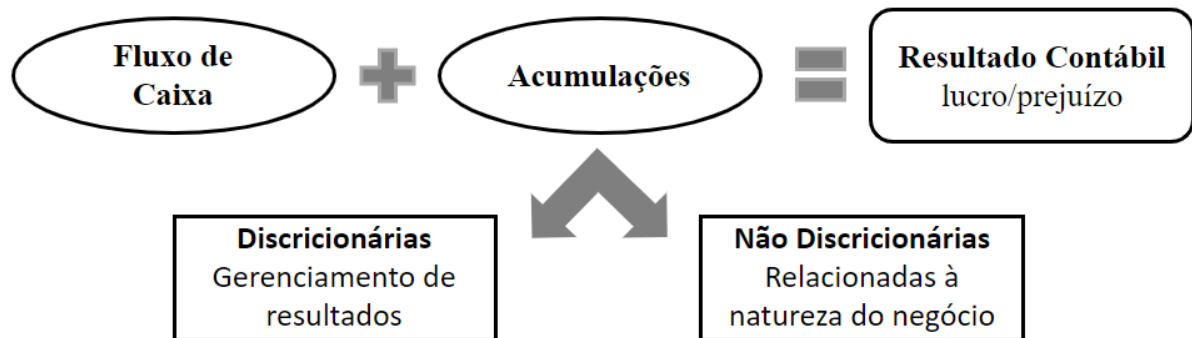 Fluxo de
Caixa
Acumulações
Resultado Contábil
lucro/prejuízo
Discricionárias
Gerenciamento de
resultados
Não Discricionárias
Relacionadas à
natureza do negócio